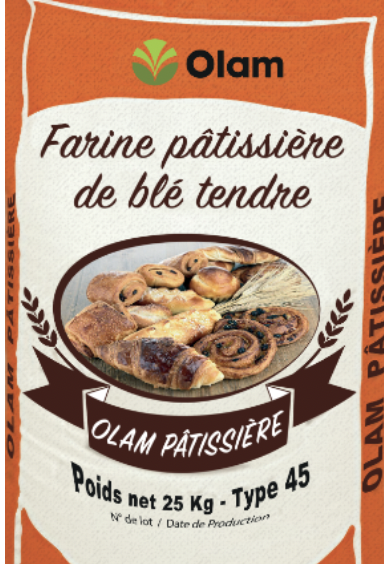 Olam
Farine pâtissière
de blé tendre
OLAM PÂTISSIÈRE
OLAM PÂTISSIÈRE
OLAM PÂTISSIÈRE
Poids net 25 Kg - Type 45
N° de lot / Date de Production